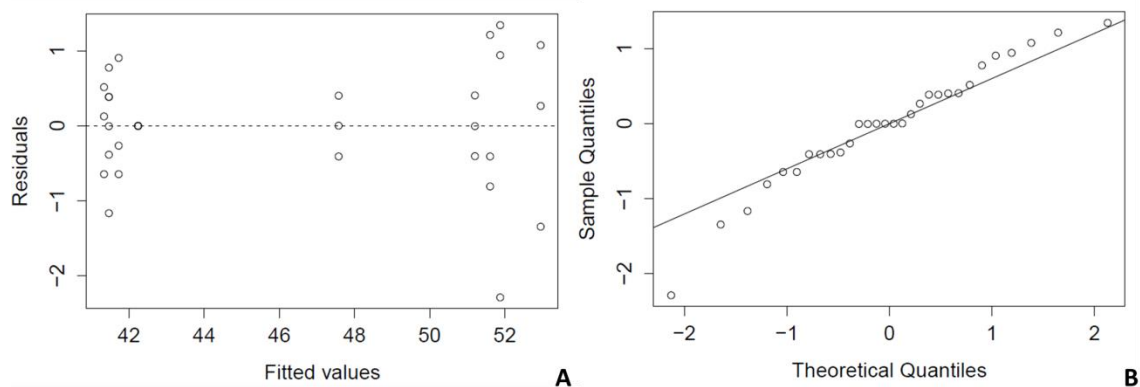 Residuals
1
0
−1
−2
42 44 46 48 50 52
Fitted values
A
Sample Quantiles
1
0
−1
−2
−2 −1 0 1 2
Theoretical Quantiles
B